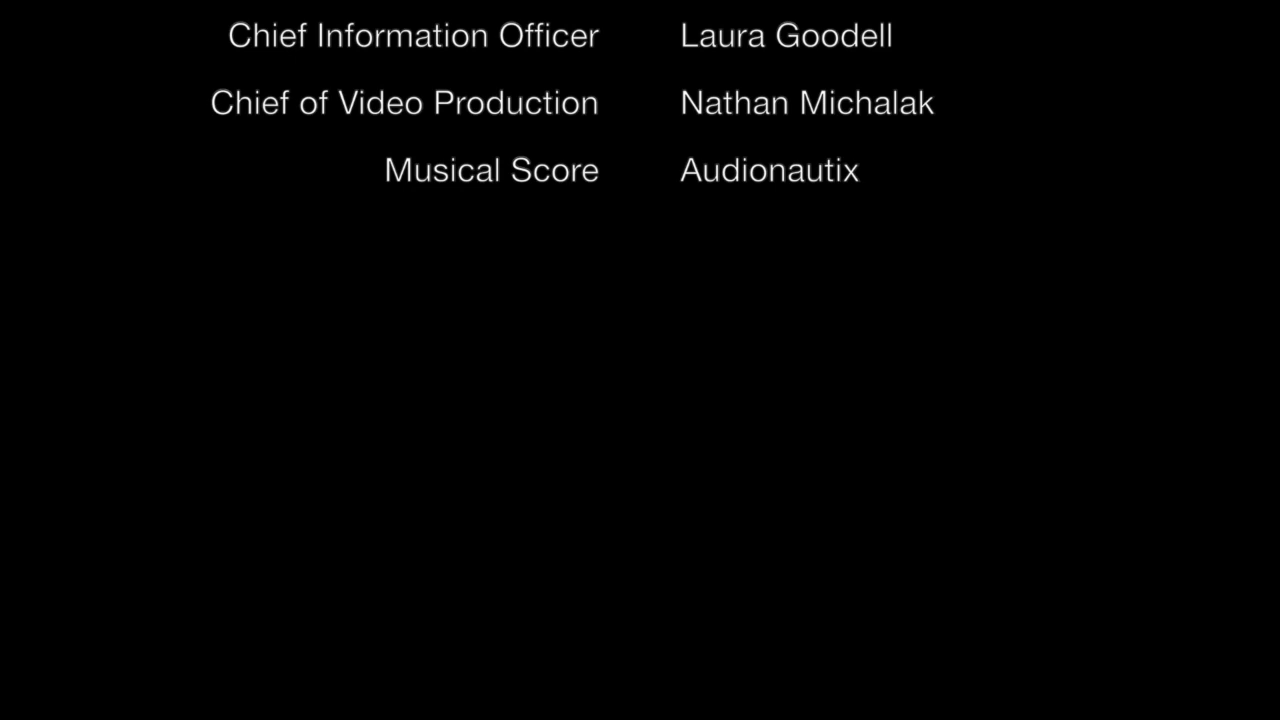 Chief Information Officer Laura Goodell
Chief of Video Production Nathan Michalak
Musical Score Audionautix